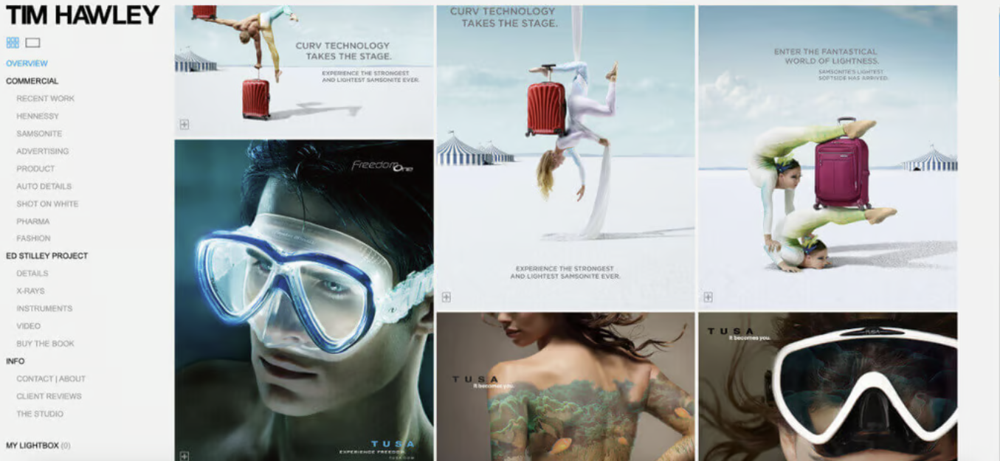 TIM HAWLEY
OVERVIEW
COMMERCIAL
RECENT WORK
HENNESSY
SAMSONITE
ADVERTISING
PRODUCT
AUTO DETAILS
SHOT ON WHITE
PHARMA
FASHION
ED STILLEY PROJECT
DETAILS
X-RAYS
INSTRUMENTS
VIDEO
BUY THE BOOK
INFO
CONTACT | ABOUT
CLIENT REVIEWS
THE STUDIO
MY LIGHTBOX (0)
CURV TECHNOLOGY
TAKES THE STAGE.
EXPERIENCE THE STRONGEST
AND LIGHTEST SAMSONITE EVER.
CURV TECHNOLOGY
TAKES THE STAGE.
EXPERIENCE THE STRONGEST
AND LIGHTEST SAMSONITE EVER.
ENTER THE FANTASTICAL
WORLD OF LIGHTNESS.
SAMSONITE'S LIGHTEST
SOFTSIDE HAS ARRIVED.
Freedom One
TUSA
EXPERIENCE FREEDOM.
TUSA
It becomes you.
TUSA
It becomes you.
TUSA